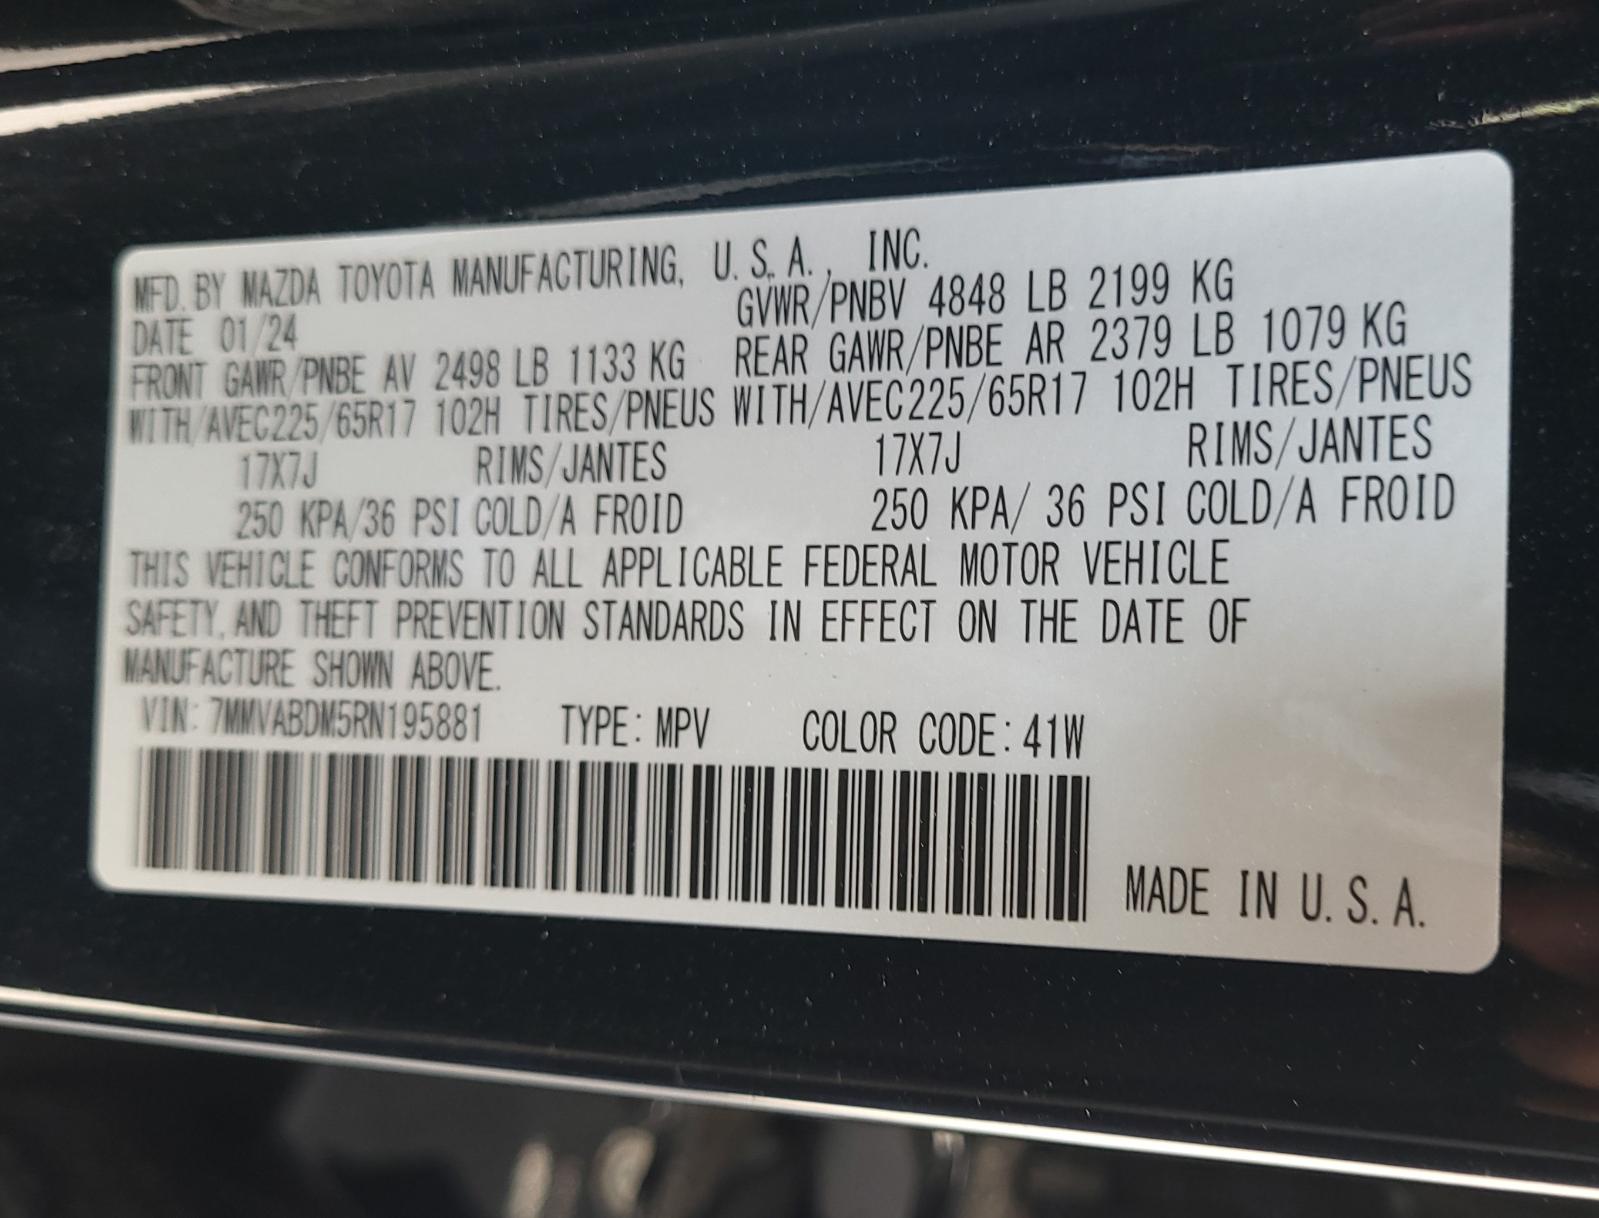 MFD. BY MAZDA TOYOTA MANUFACTURING, U.S.A., INC.
DATE 01/24 GVWR/PNBV 4848 LB 2199 KG
FRONT GAWR/PNBE AV 2498 LB 1133 KG REAR GAWR/PNBE AR 2379 LB 1079 KG
WITH/AVEC225/65R17 102H TIRES/PNEUS WITH/AVEC225/65R17 102H TIRES/PNEUS
17X7J RIMS/JANTES 17X7J RIMS/JANTES
250 KPA/36 PSI COLD/A FROID 250 KPA/ 36 PSI COLD/A FROID
THIS VEHICLE CONFORMS TO ALL APPLICABLE FEDERAL MOTOR VEHICLE
SAFETY, AND THEFT PREVENTION STANDARDS IN EFFECT ON THE DATE OF
MANUFACTURE SHOWN ABOVE.
VIN: 7MMVABDM5RN195881 TYPE: MPV COLOR CODE: 41W
MADE IN U.S.A.